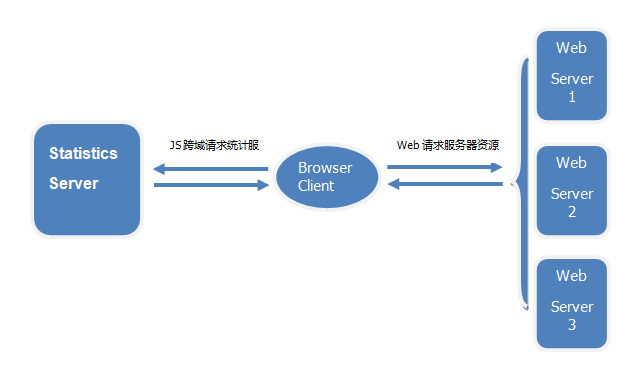 Statistics
Server
JS 跨域请求统计服
Browser
Client
Web 请求服务器资源
Web
Server
1
Web
Server
2
Web
Server
3